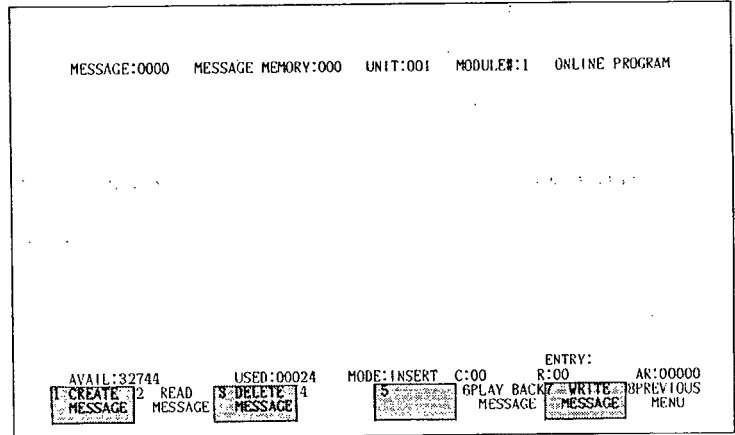 MESSAGE:0000 MESSAGE MEMORY:000 UNIT:001 MODULE#:1 ONLINE PROGRAM
ENTRY:
AVAIL:32744 USED:00024 MODE:INSERT C:00 R:00 AR:00000
1 CREATE 2 READ 3 DELETE 4 5 6PLAY BACK7 WRITE 8PREVIOUS
MESSAGE MESSAGE MESSAGE MESSAGE MESSAGE MENU